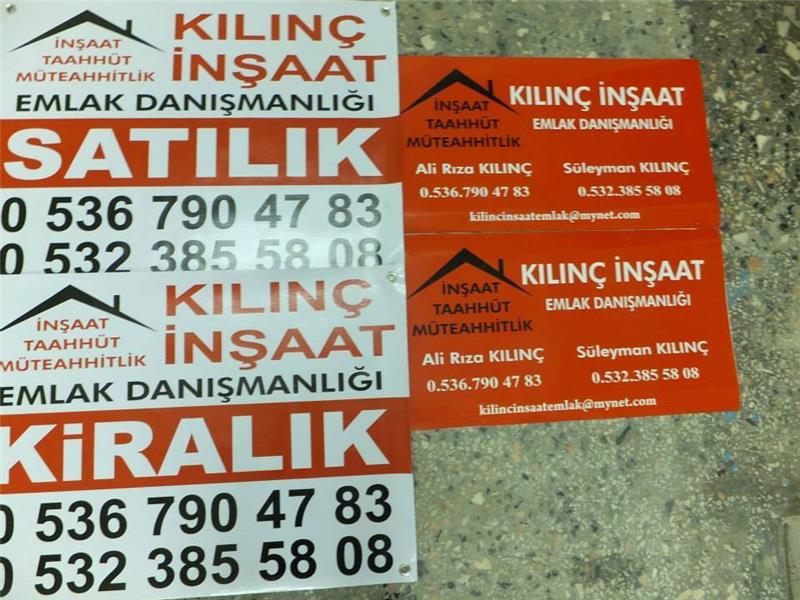 İNŞAAT
TAAHHÜT
MÜTEAHHİTLİK
KILINÇ
İNŞAAT
EMLAK DANIŞMANLIĞI
SATILIK
0 536 790 47 83
0 532 385 58 08
İNŞAAT
TAAHHÜT
MÜTEAHHİTLİK
KILINÇ
İNŞAAT
EMLAK DANIŞMANLIĞI
KiRALIK
0 536 790 47 83
0 532 385 58 08
İNŞAAT
TAAHHÜT
MÜTEAHHİTLİK
KILINÇ İNŞAAT
EMLAK DANIŞMANLIĞI
Ali Rıza KILINÇ Süleyman KILINÇ
0.536.790 47 83 0.532.385 58 08
kilincinsaatemlak@mynet.com
İNŞAAT
TAAHHÜT
MÜTEAHHİTLİK
KILINÇ İNŞAAT
EMLAK DANIŞMANLIĞI
Ali Rıza KILINÇ Süleyman KILINÇ
0.536.790 47 83 0.532.385 58 08
kilincinsaatemlak@mynet.com